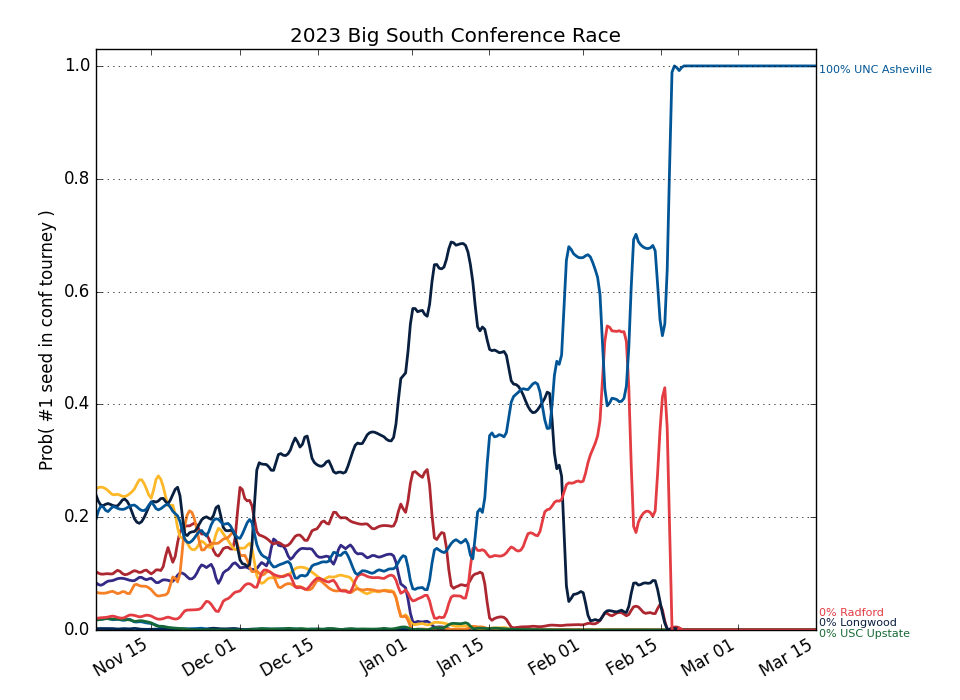 2023 Big South Conference Race
Prob( #1 seed in conf tourney )
1.0
0.8
0.6
0.4
0.2
0.0
Nov 15
Dec 01
Dec 15
Jan 01
Jan 15
Feb 01
Feb 15
Mar 01
Mar 15
100% UNC Asheville
0% Radford
0% Longwood
0% USC Upstate